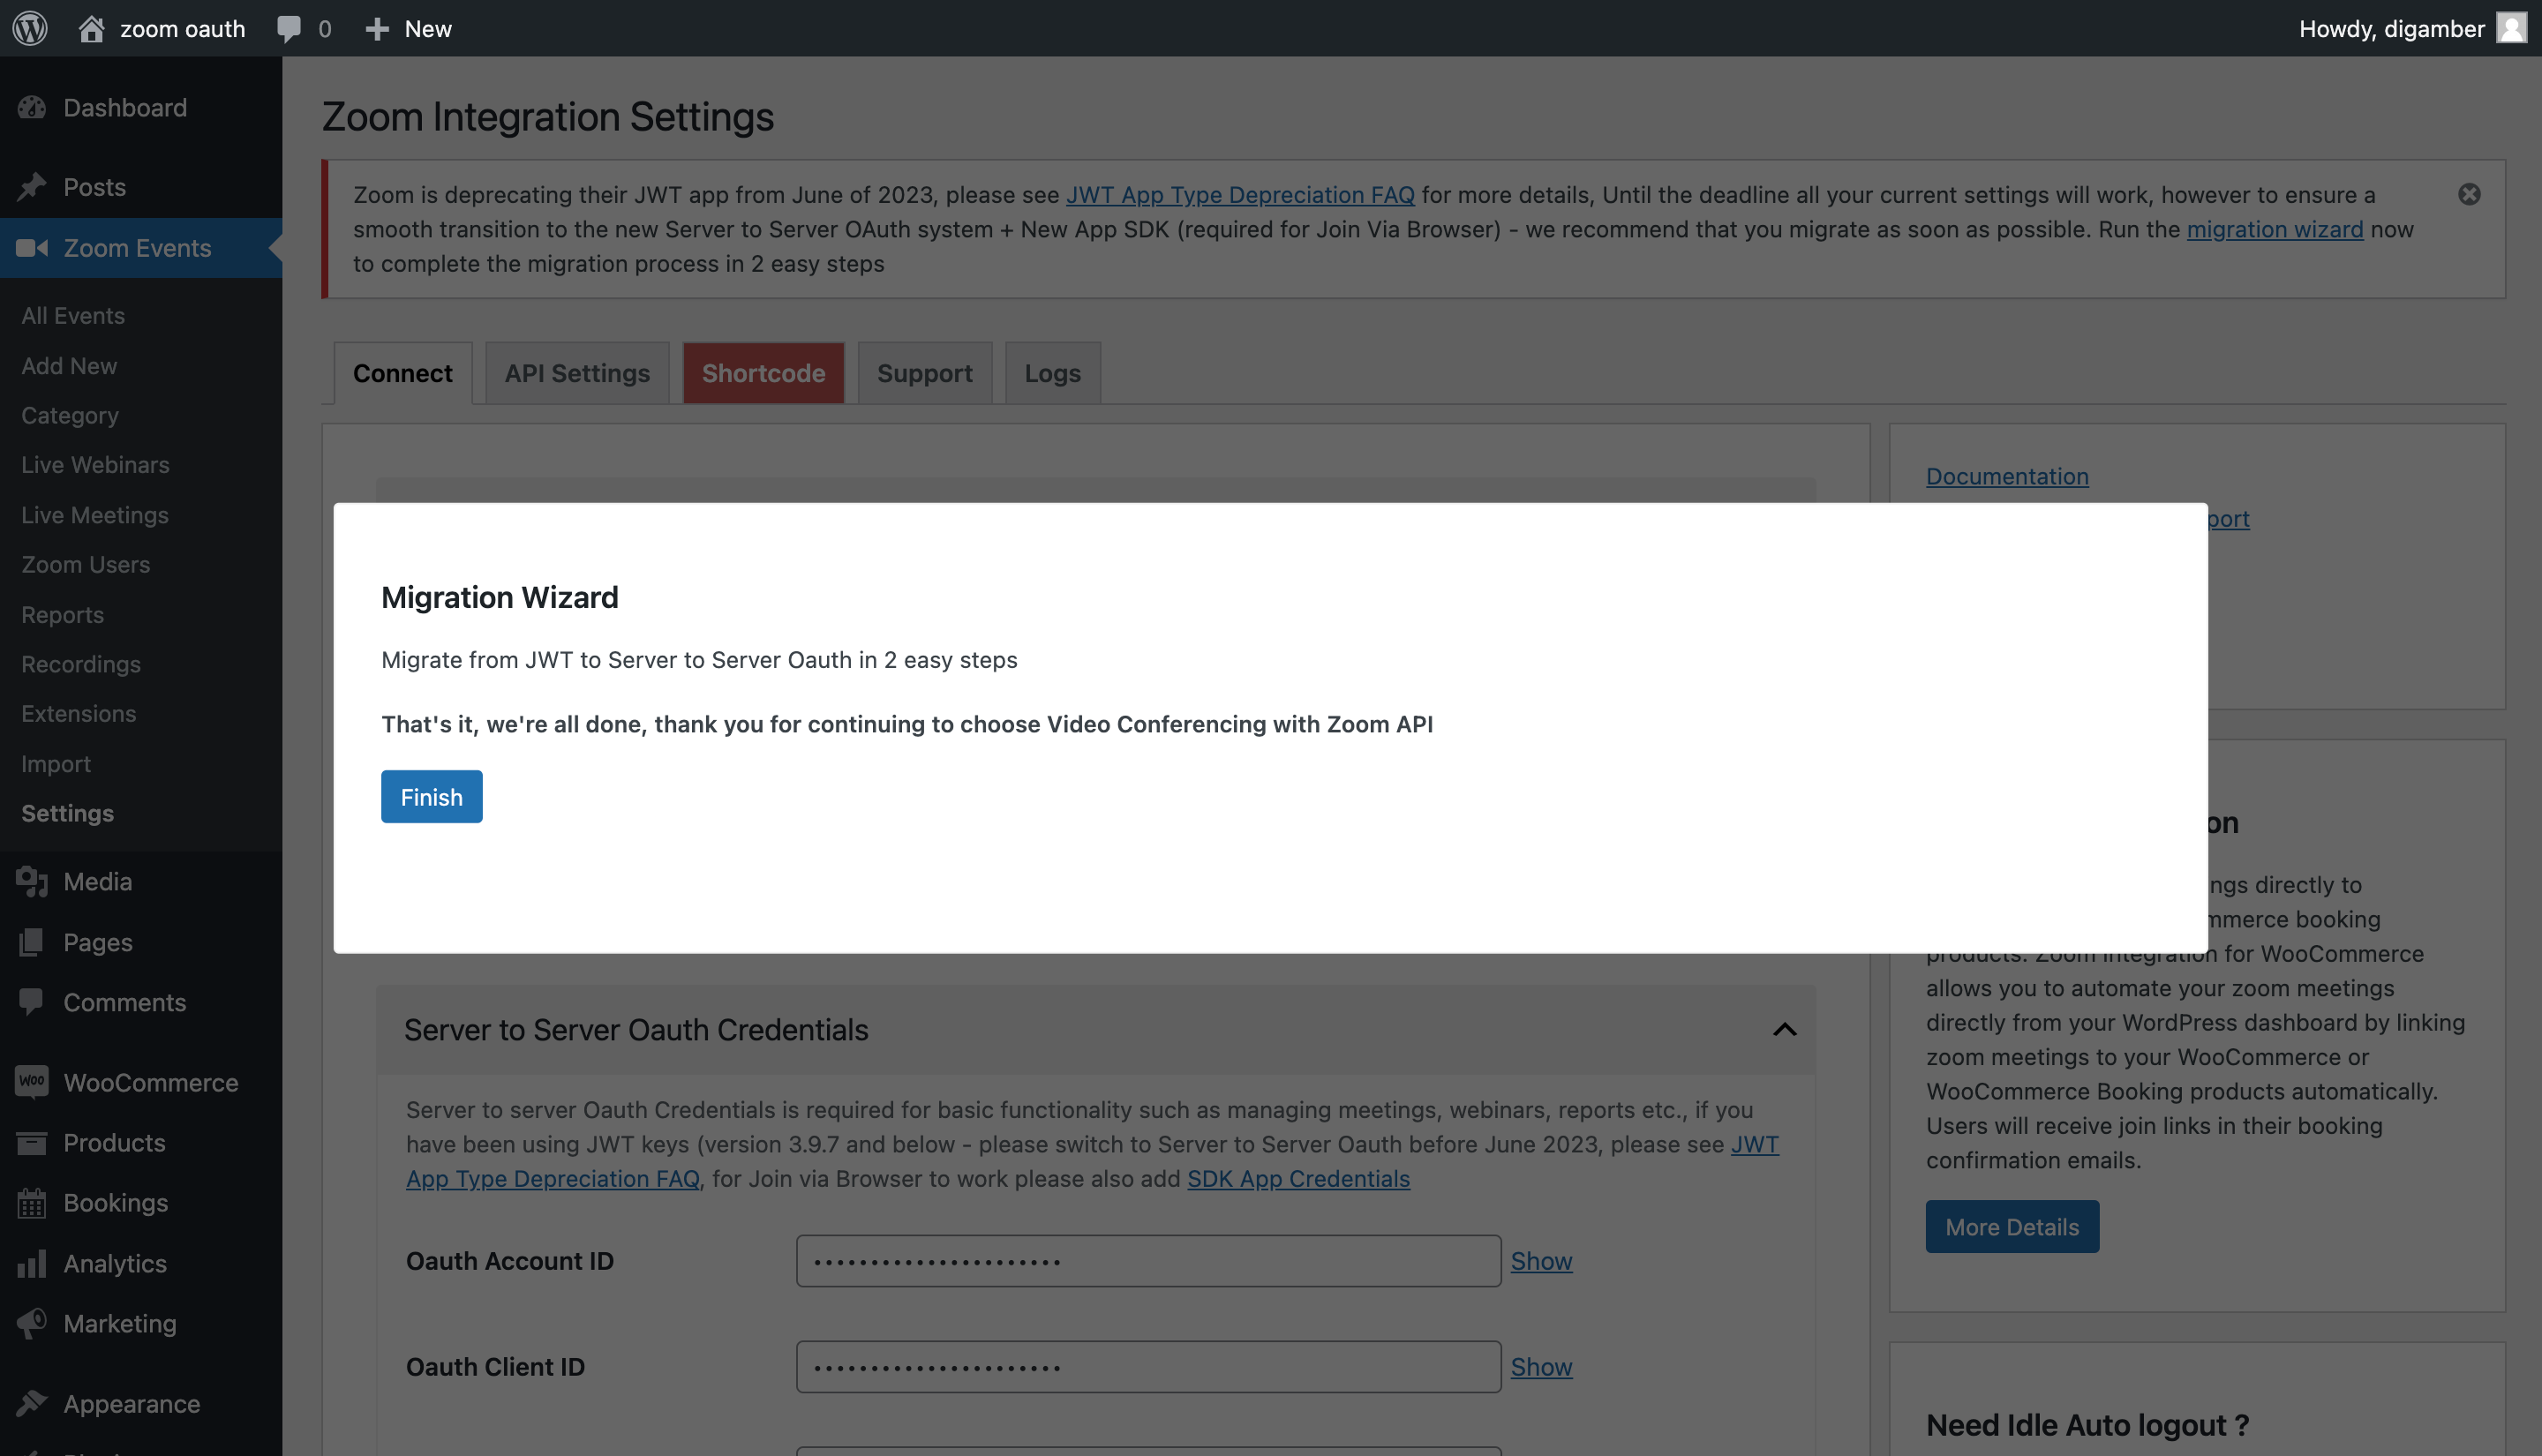 zoom oauth
0
New
Howdy, digamber
Dashboard
Posts
Zoom Events
All Events
Add New
Category
Live Webinars
Live Meetings
Zoom Users
Reports
Recordings
Extensions
Import
Settings
Media
Pages
Comments
Woo
WooCommerce
Products
Bookings
Analytics
Marketing
Appearance
Zoom Integration Settings
Zoom is deprecating their JWT app from June of 2023, please see JWT App Type Depreciation FAQ for more details, Until the deadline all your current settings will work, however to ensure a
smooth transition to the new Server to Server OAuth system + New App SDK (required for Join Via Browser) - we recommend that you migrate as soon as possible. Run the migration wizard now
to complete the migration process in 2 easy steps
Connect
API Settings
Shortcode
Support
Logs
Migration Wizard
Migrate from JWT to Server to Server Oauth in 2 easy steps
That's it, we're all done, thank you for continuing to choose Video Conferencing with Zoom API
Finish
Server to Server Oauth Credentials
Server to server Oauth Credentials is required for basic functionality such as managing meetings, webinars, reports etc., if you
have been using JWT keys (version 3.9.7 and below - please switch to Server to Server Oauth before June 2023, please see JWT
App Type Depreciation FAQ, for Join via Browser to work please also add SDK App Credentials
Oauth Account ID
Show
Oauth Client ID
Show
Documentation
port
on
ngs directly to
mmerce booking
products. Zoom Integration for WooCommerce
allows you to automate your zoom meetings
directly from your WordPress dashboard by linking
zoom meetings to your WooCommerce or
WooCommerce Booking products automatically.
Users will receive join links in their booking
confirmation emails.
More Details
Need Idle Auto logout ?